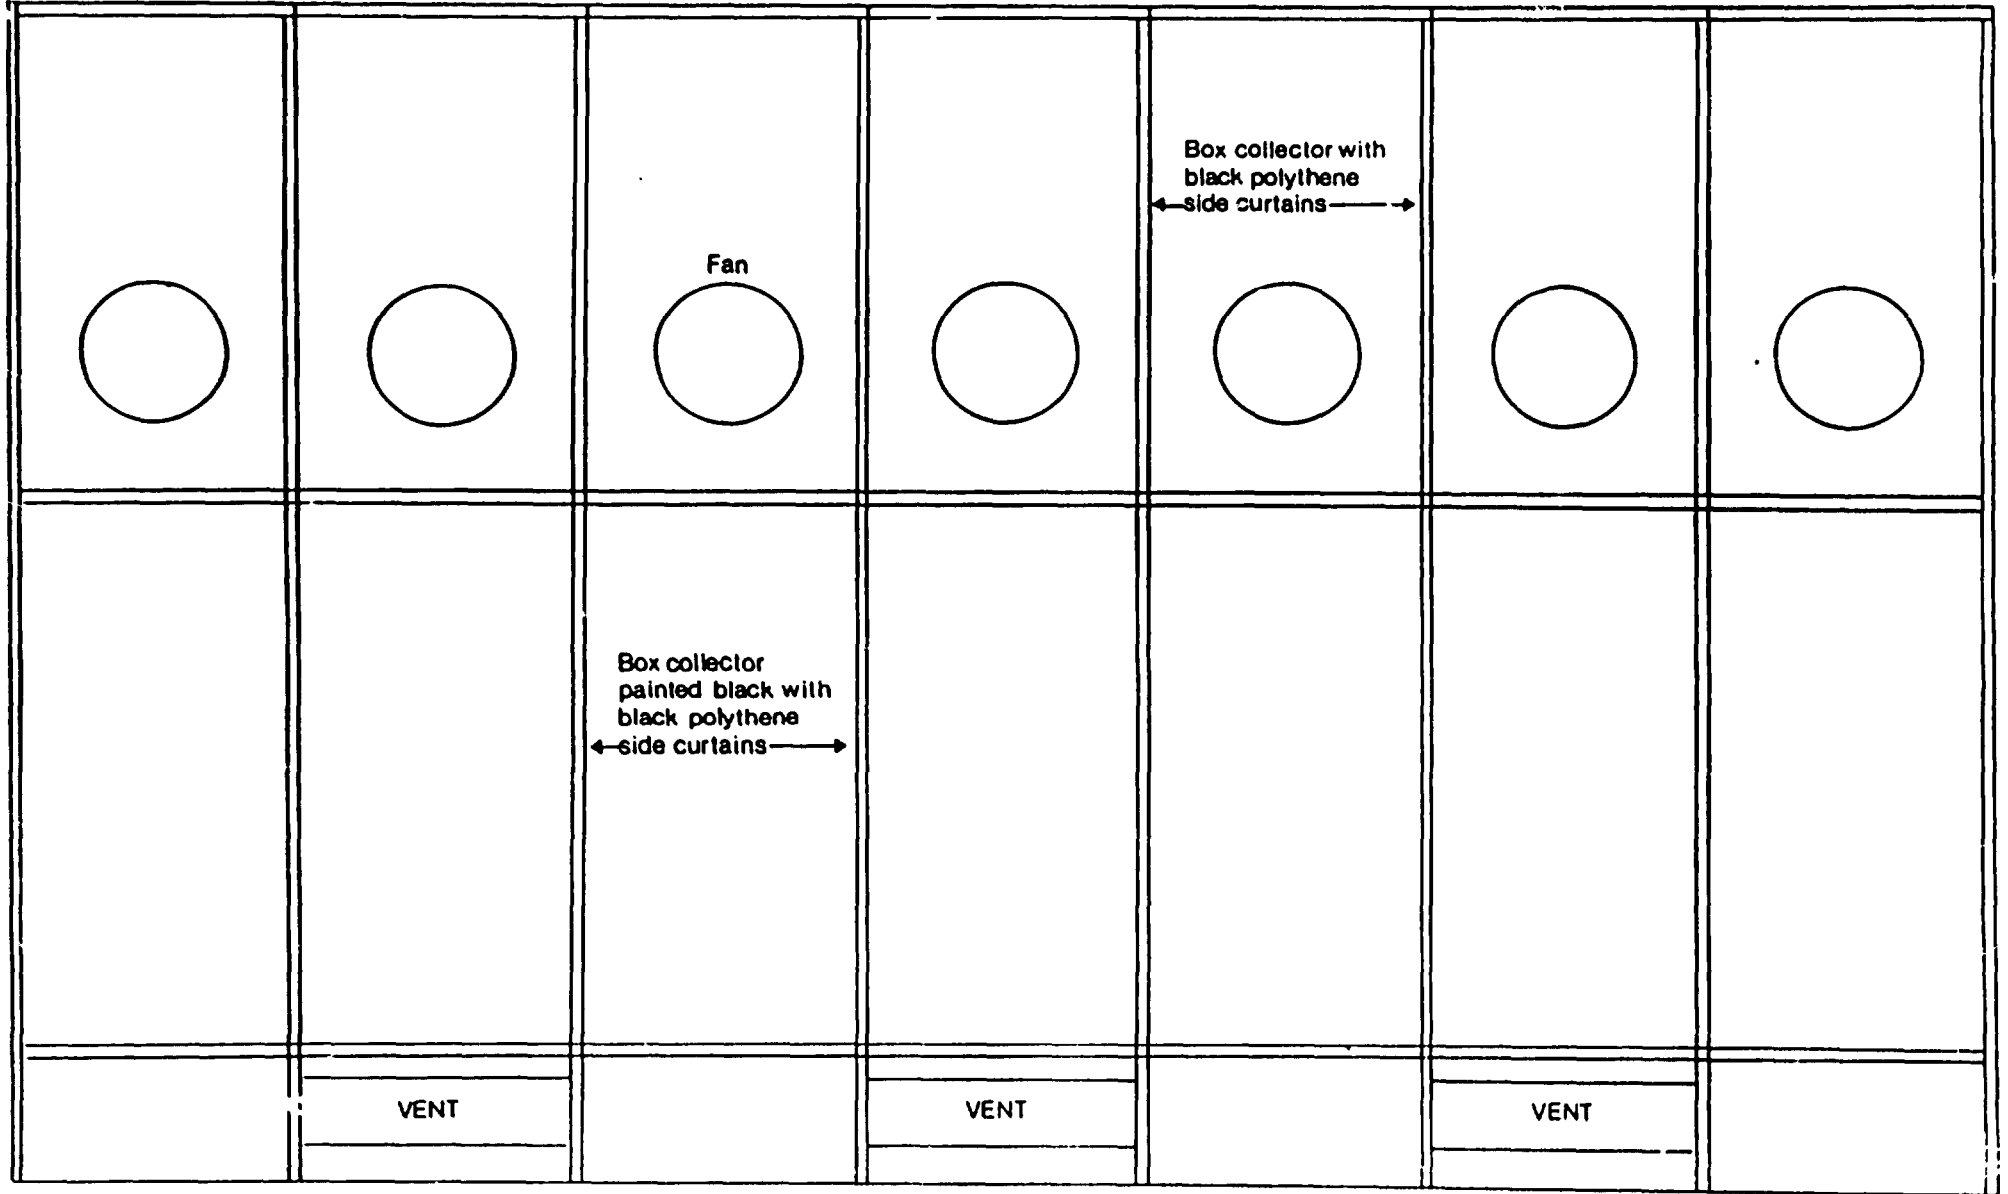 Box collector with
black polythene
side curtains
Fan
Box collector
painted black with
black polythene
side curtains
VENT
VENT
VENT